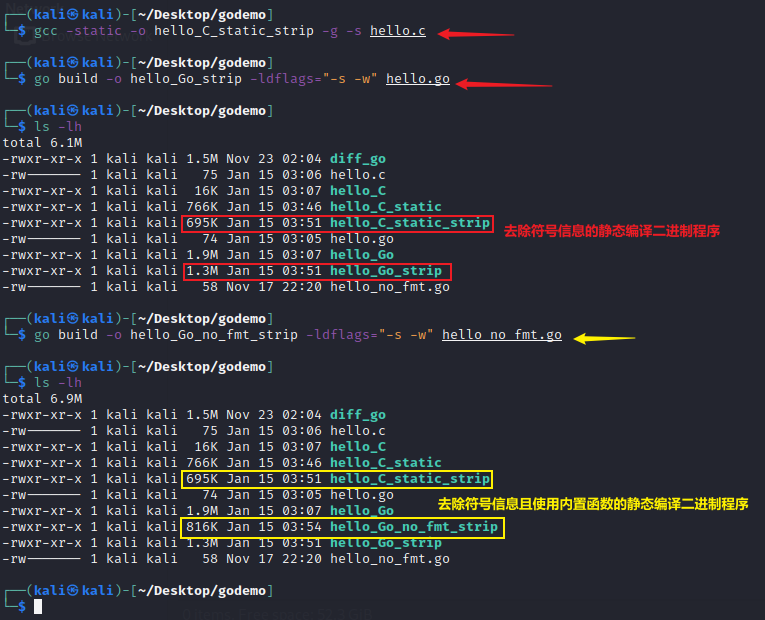 ┌──(kali㉿kali)-[~/Desktop/godemo]
└─$ gcc -static -o hello_C_static_strip -g -s hello.c
┌──(kali㉿kali)-[~/Desktop/godemo]
└─$ go build -o hello_Go_strip -ldflags="-s -w" hello.go
┌──(kali㉿kali)-[~/Desktop/godemo]
└─$ ls -lh
total 6.1M
-rwxr-xr-x 1 kali kali 1.5M Nov 23 02:04 diff_go
-rw------- 1 kali kali   75 Jan 15 03:06 hello.c
-rwxr-xr-x 1 kali kali  16K Jan 15 03:07 hello_C
-rwxr-xr-x 1 kali kali 766K Jan 15 03:46 hello_C_static
-rwxr-xr-x 1 kali kali 695K Jan 15 03:51 hello_C_static_strip 去除符号信息的静态编译二进制程序
-rw------- 1 kali kali   74 Jan 15 03:05 hello.go
-rwxr-xr-x 1 kali kali 1.9M Jan 15 03:07 hello_Go
-rwxr-xr-x 1 kali kali 1.3M Jan 15 03:51 hello_Go_strip
-rw------- 1 kali kali   58 Nov 17 22:20 hello_no_fmt.go
┌──(kali㉿kali)-[~/Desktop/godemo]
└─$ go build -o hello_Go_no_fmt_strip -ldflags="-s -w" hello_no_fmt.go
┌──(kali㉿kali)-[~/Desktop/godemo]
└─$ ls -lh
total 6.9M
-rwxr-xr-x 1 kali kali 1.5M Nov 23 02:04 diff_go
-rw------- 1 kali kali   75 Jan 15 03:06 hello.c
-rwxr-xr-x 1 kali kali  16K Jan 15 03:07 hello_C
-rwxr-xr-x 1 kali kali 766K Jan 15 03:46 hello_C_static
-rwxr-xr-x 1 kali kali 695K Jan 15 03:51 hello_C_static_strip
-rw------- 1 kali kali   74 Jan 15 03:05 hello.go
去除符号信息且使用内置函数的静态编译二进制程序
-rwxr-xr-x 1 kali kali 1.9M Jan 15 03:07 hello_Go
-rwxr-xr-x 1 kali kali 816K Jan 15 03:54 hello_Go_no_fmt_strip
-rwxr-xr-x 1 kali kali 1.3M Jan 15 03:51 hello_Go_strip
-rw------- 1 kali kali   58 Nov 17 22:20 hello_no_fmt.go
┌──(kali㉿kali)-[~/Desktop/godemo]
└─$